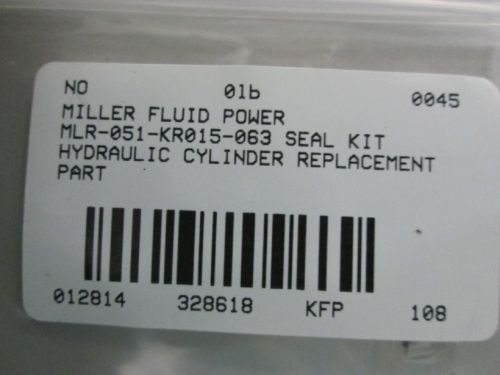 NO 01b 0045
MILLER FLUID POWER
MLR-051-KR015-063 SEAL KIT
HYDRAULIC CYLINDER REPLACEMENT
PART
012814 328618 KFP 108